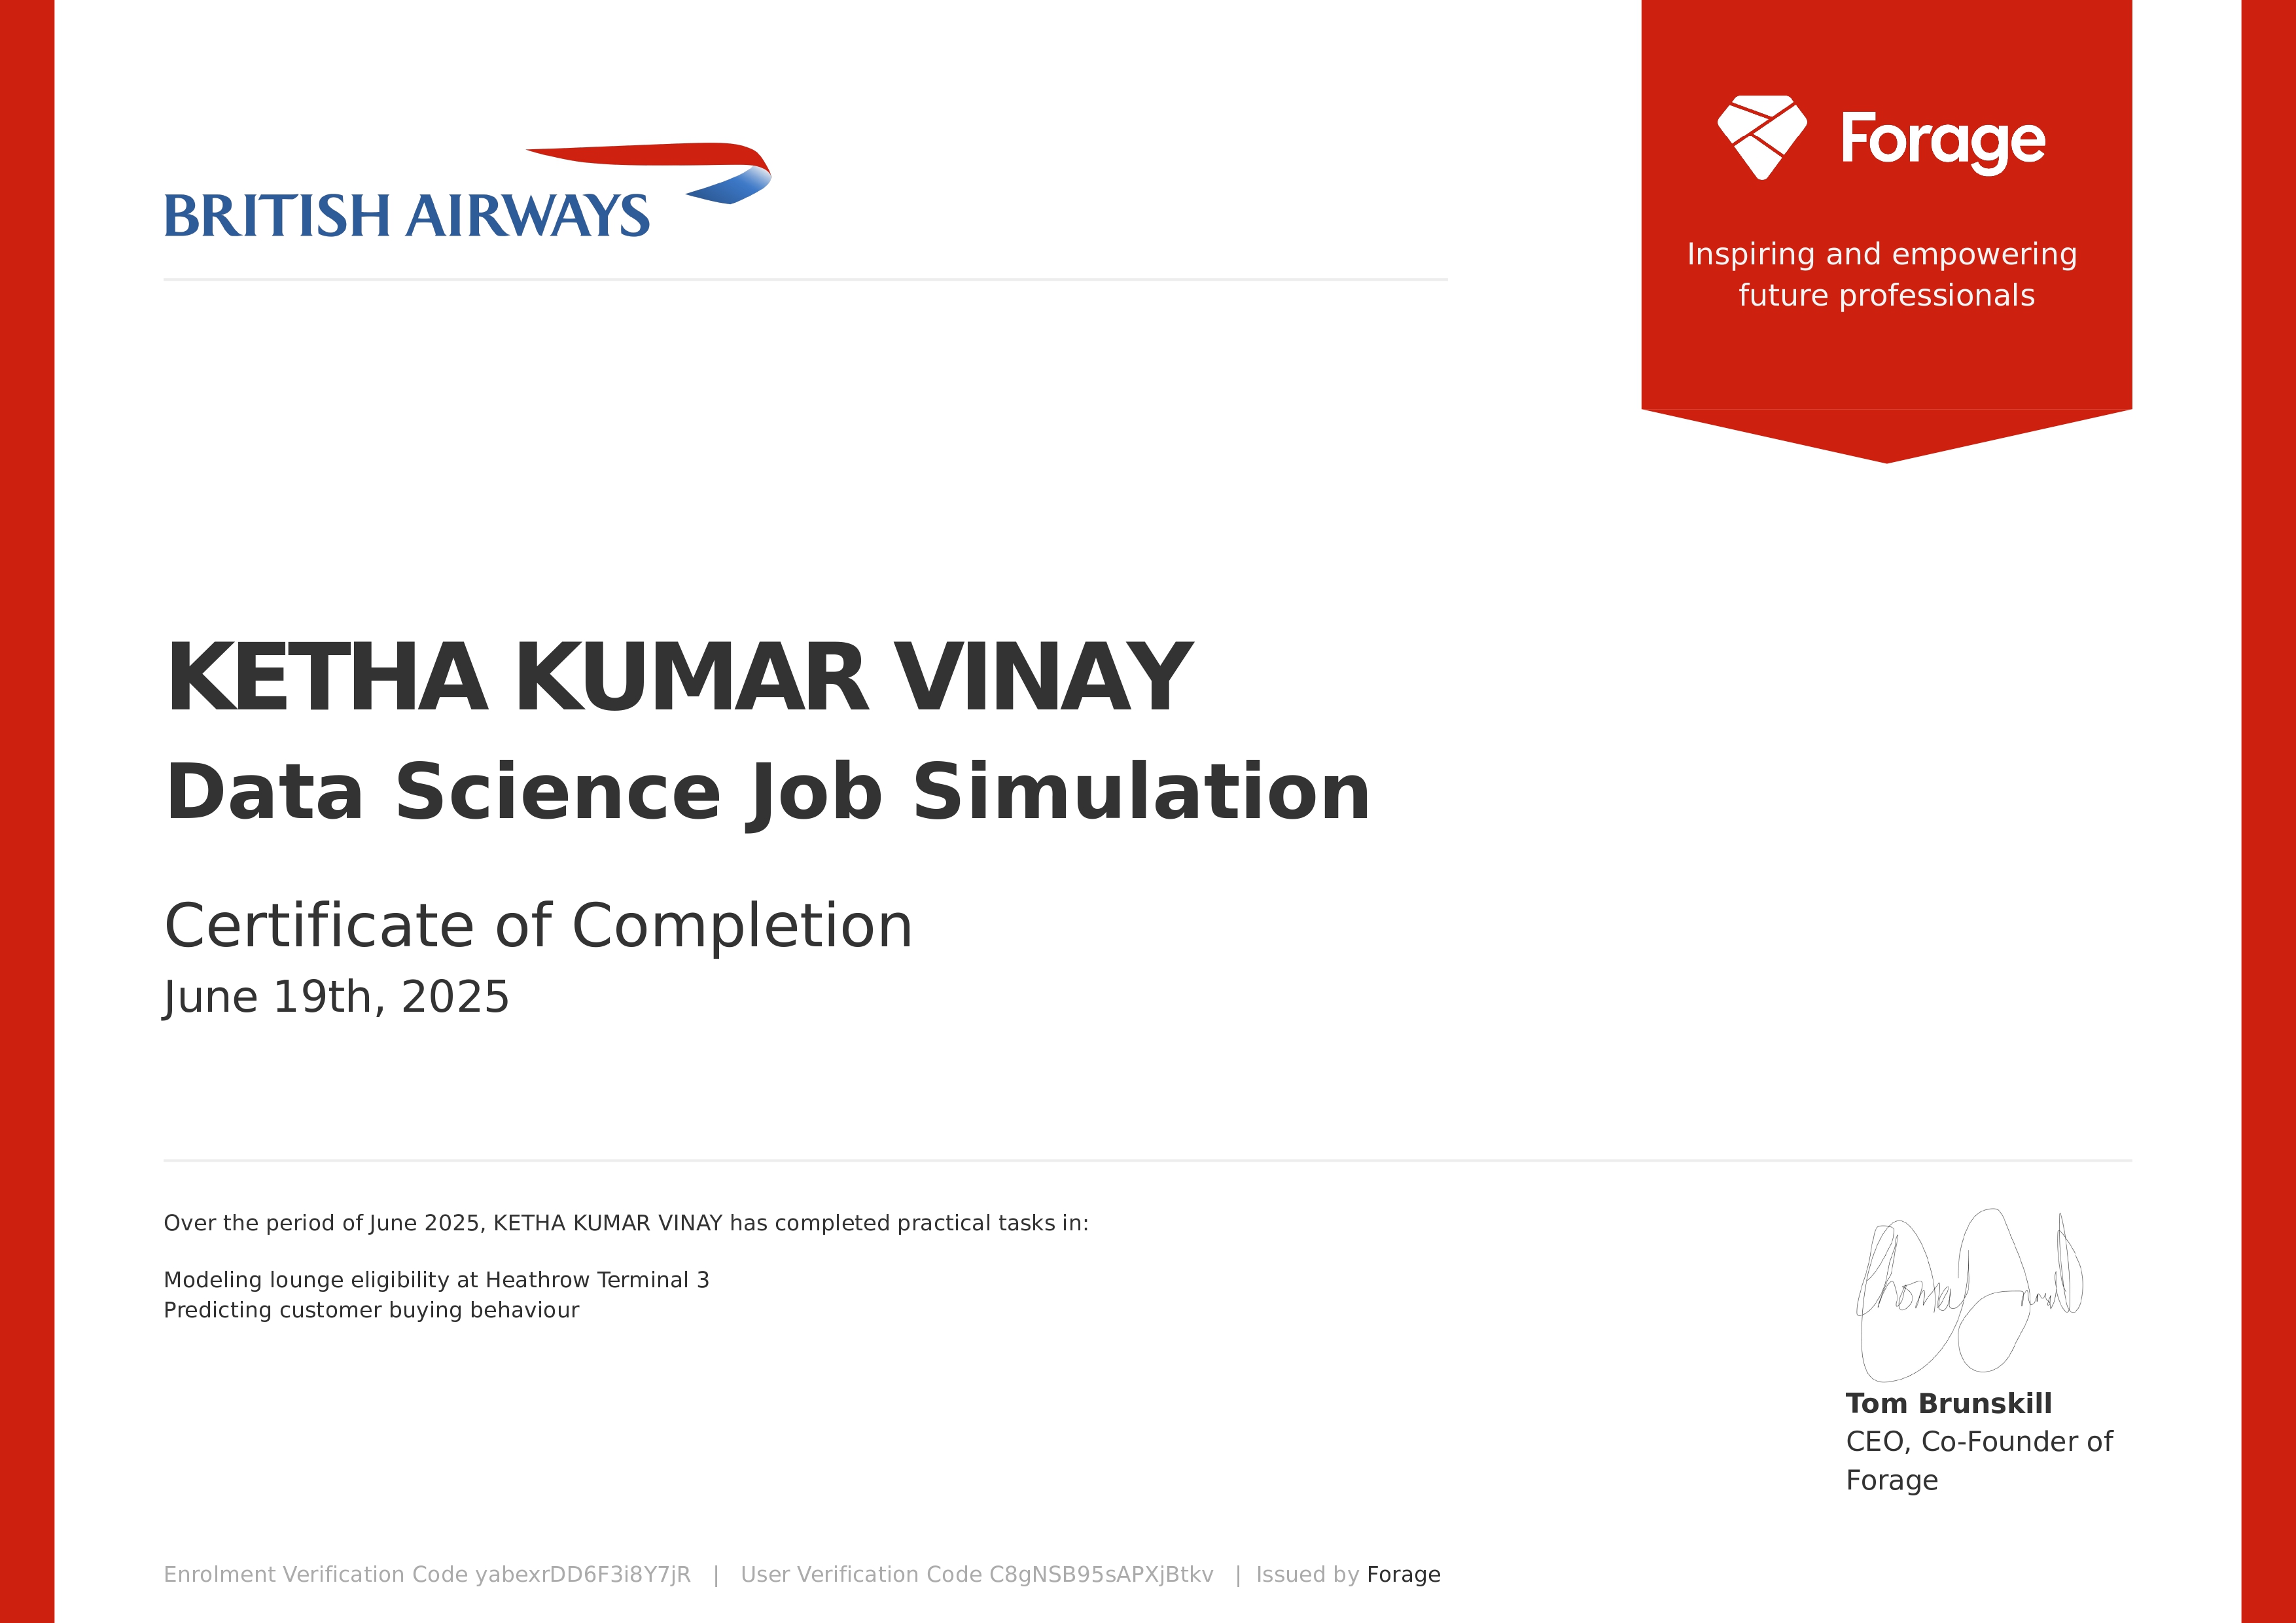 BRITISH AIRWAYS
Forage
Inspiring and empowering
future professionals
KETHA KUMAR VINAY
Data Science Job Simulation
Certificate of Completion
June 19th, 2025
Over the period of June 2025, KETHA KUMAR VINAY has completed practical tasks in:
Modeling lounge eligibility at Heathrow Terminal 3
Predicting customer buying behaviour
Tom Brunskill
CEO, Co-Founder of
Forage
Enrolment Verification Code yabexrDD6F3i8Y7jR | User Verification Code C8gNSB95sAPXjBtkv | Issued by Forage